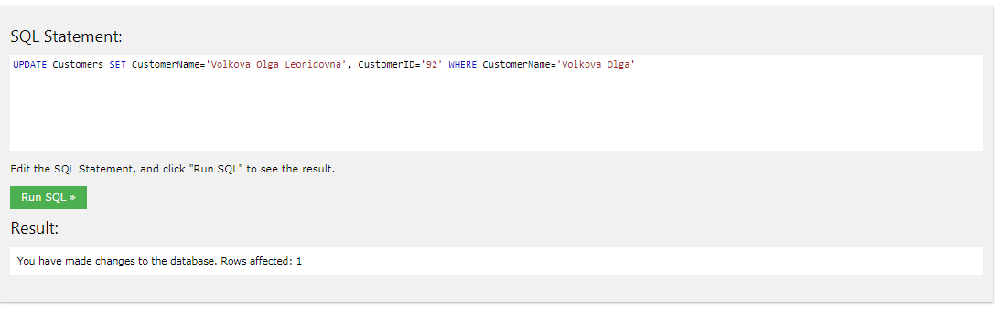 SQL Statement:
UPDATE Customers SET CustomerName='Volkova Olga Leonidovna', CustomerID='92' WHERE CustomerName='Volkova Olga'
Edit the SQL Statement, and click "Run SQL" to see the result.
Run SQL »
Result:
You have made changes to the database. Rows affected: 1